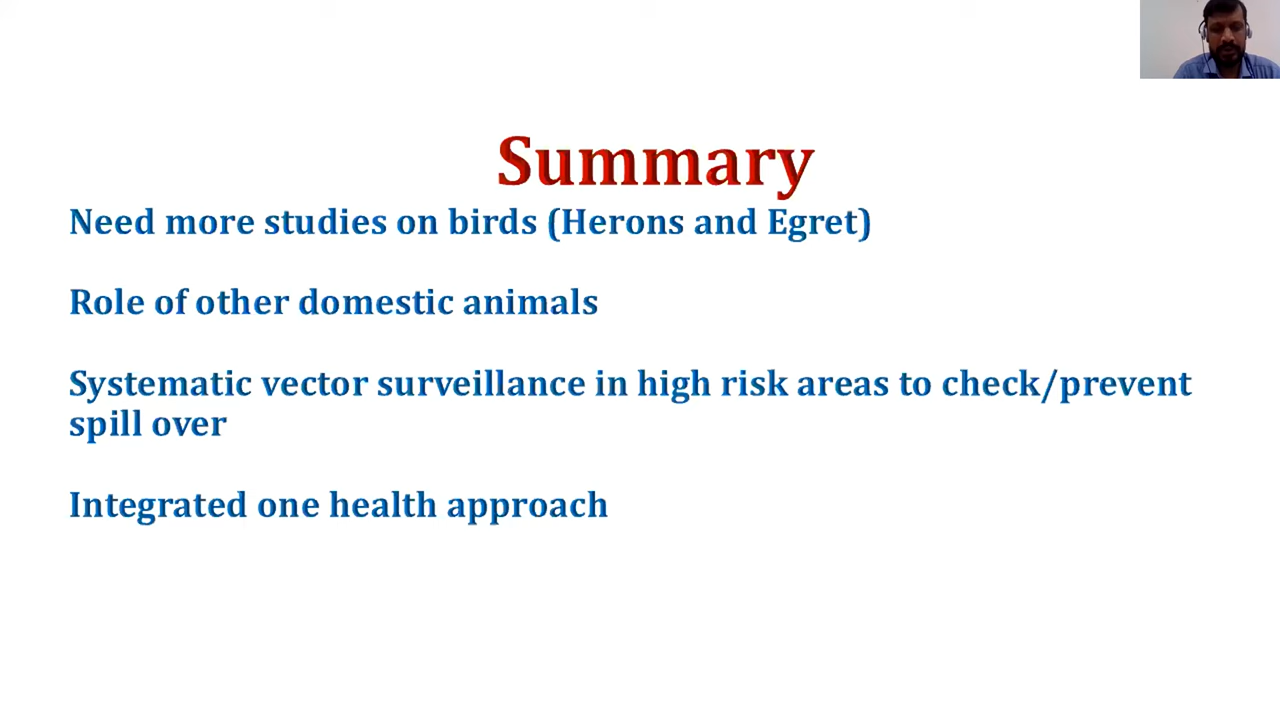 Summary
Need more studies on birds (Herons and Egret)
Role of other domestic animals
Systematic vector surveillance in high risk areas to check/prevent
spill over
Integrated one health approach